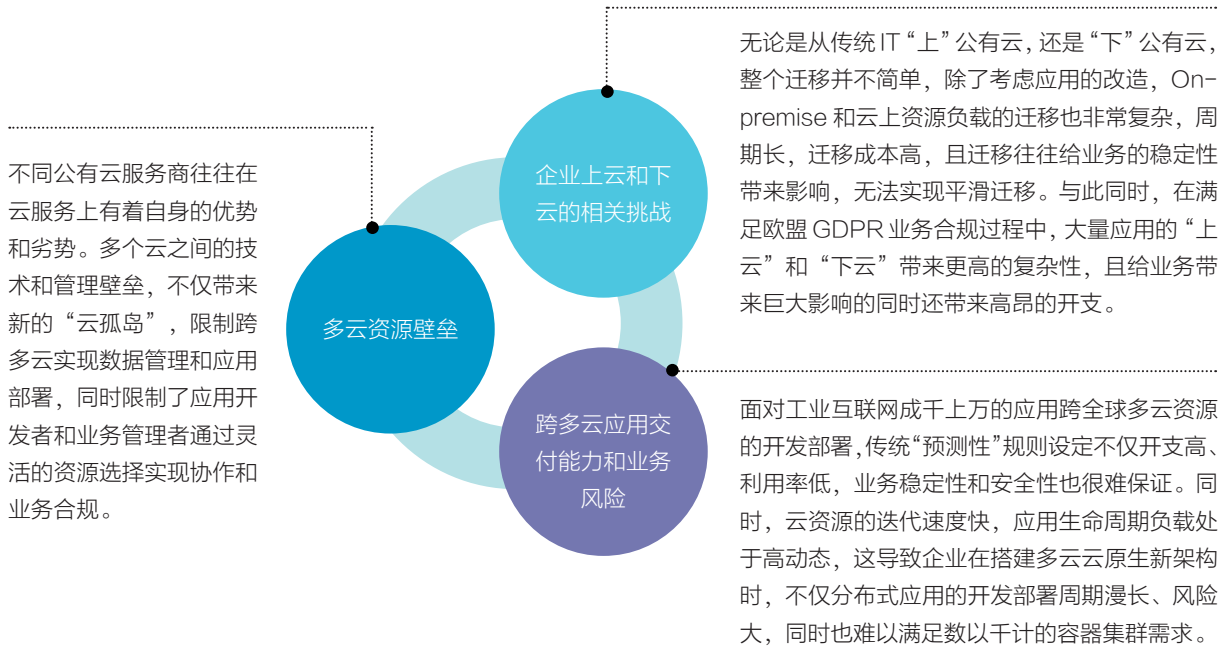 不同公有云服务商往往在
云服务上有着自身的优势
和劣势。多个云之间的技
术和管理壁垒，不仅带来
新的“云孤岛”，限制跨
多云实现数据管理和应用
部署，同时限制了应用开
发者和业务管理者通过灵
活的资源选择实现协作和
业务合规。
多云资源壁垒
企业上云和下
云的相关挑战
无论是从传统 IT “上” 公有云，还是 “下” 公有云，
整个迁移并不简单，除了考虑应用的改造，On-
premise 和云上资源负载的迁移也非常复杂，周
期长，迁移成本高，且迁移往往给业务的稳定性
带来影响，无法实现平滑迁移。与此同时，在满
足欧盟 GDPR 业务合规过程中，大量应用的 “上
云” 和 “下云” 带来更高的复杂性，且给业务带
来巨大影响的同时还带来高昂的开支。
跨多云应用交
付能力和业务
风险
面对工业互联网成千上万的应用跨全球多云资源
的开发部署，传统“预测性”规则设定不仅开支高、
利用率低，业务稳定性和安全性也很难保证。同
时，云资源的迭代速度快，应用生命周期负载处
于高动态，这导致企业在搭建多云云原生新架构
时，不仅分布式应用的开发部署周期漫长、风险
大，同时也难以满足数以千计的容器集群需求。